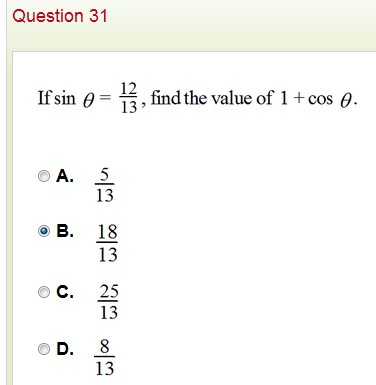 Question 31
If sin θ = 12/13, find the value of 1 + cos θ.
A. 5/13
B. 18/13
C. 25/13
D. 8/13